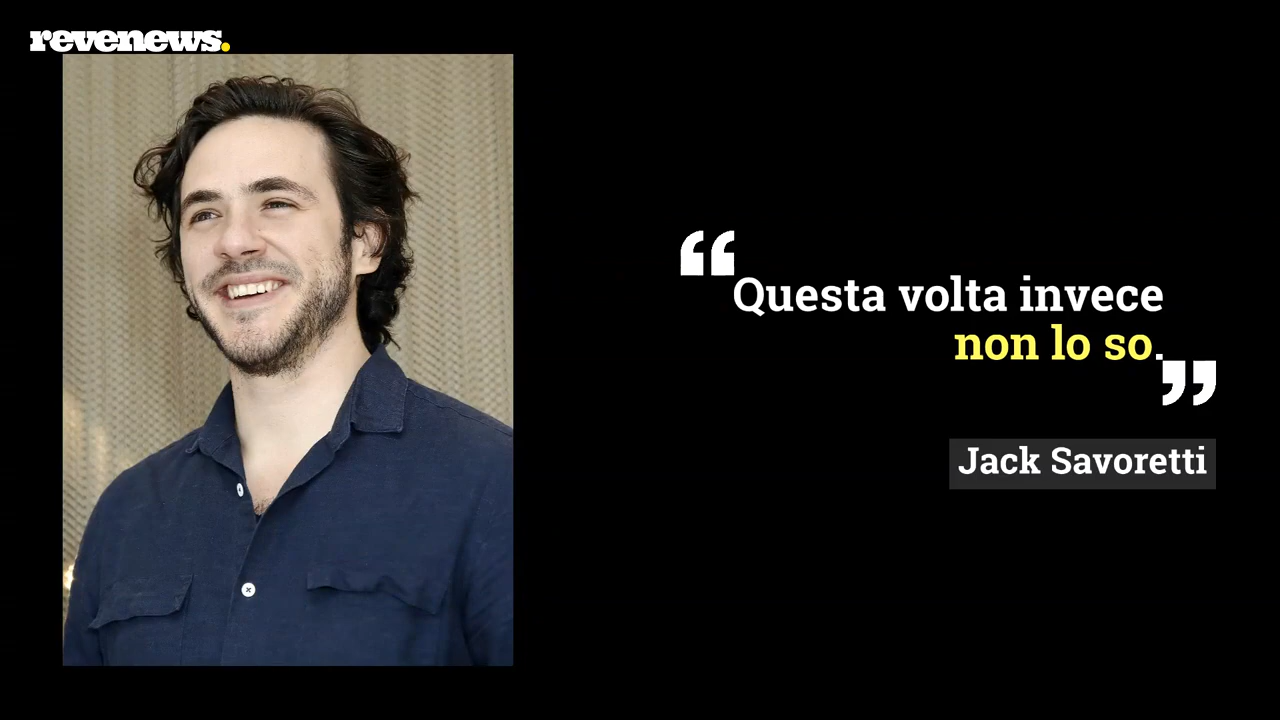 revenews.
“Questa volta invece
non lo so.”
Jack Savoretti